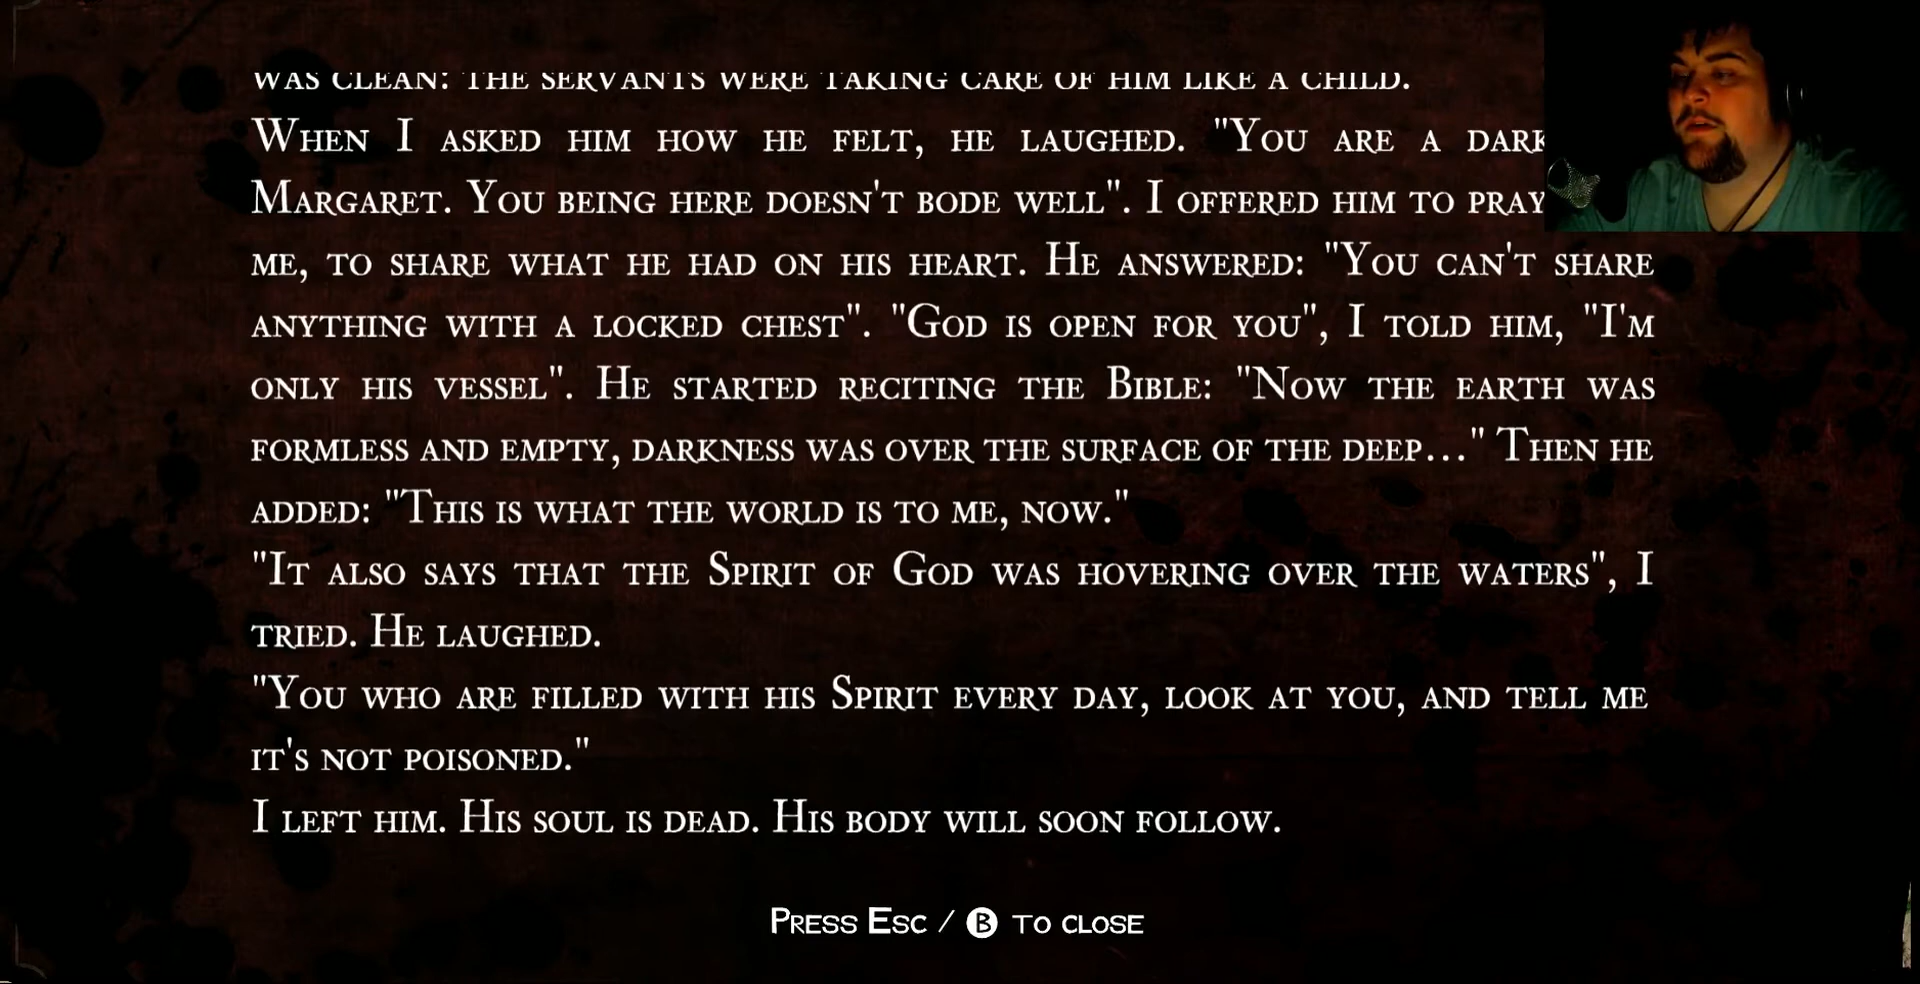 was clean: the servants were taking care of him like a child.
When I asked him how he felt, he laughed. "You are a dark
Margaret. You being here doesn't bode well". I offered him to pray
me, to share what he had on his heart. He answered: "You can't share
anything with a locked chest". "God is open for you", I told him, "I'm
only his vessel". He started reciting the Bible: "Now the earth was
formless and empty, darkness was over the surface of the deep..." Then he
added: "This is what the world is to me, now."
"It also says that the Spirit of God was hovering over the waters", I
tried. He laughed.
"You who are filled with his Spirit every day, look at you, and tell me
it's not poisoned."
I left him. His soul is dead. His body will soon follow.
Press Esc / B to close